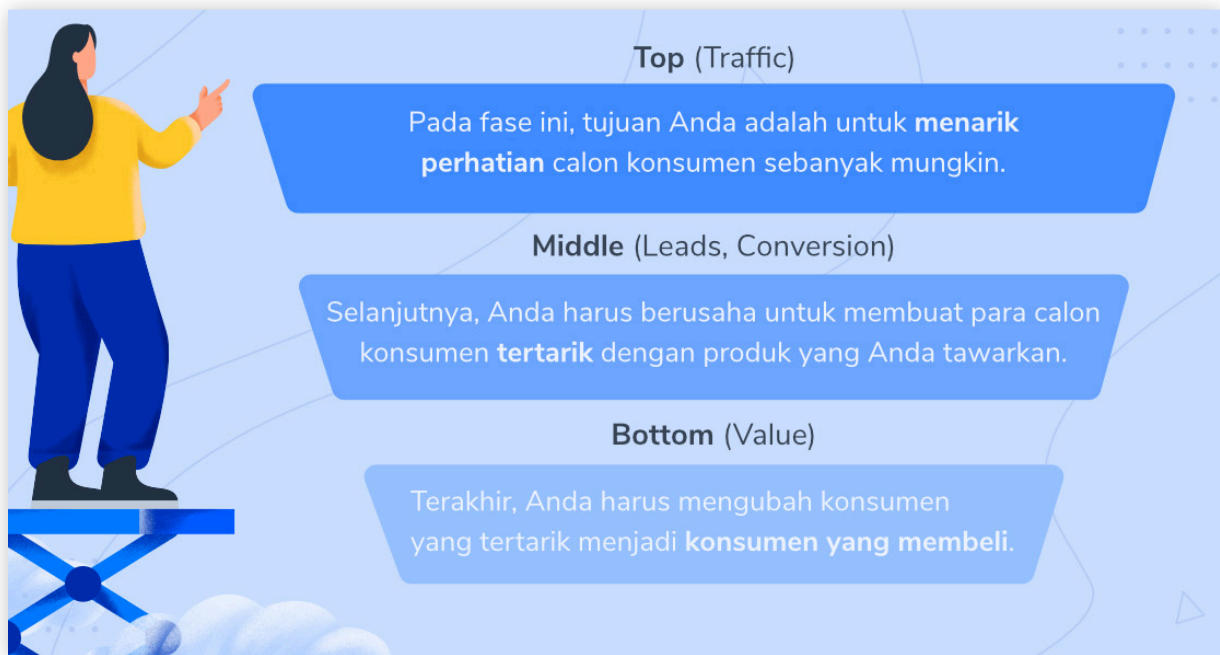 Top (Traffic)
Pada fase ini, tujuan Anda adalah untuk menarik
perhatian calon konsumen sebanyak mungkin.
Middle (Leads, Conversion)
Selanjutnya, Anda harus berusaha untuk membuat para calon
konsumen tertarik dengan produk yang Anda tawarkan.
Bottom (Value)
Terakhir, Anda harus mengubah konsumen
yang tertarik menjadi konsumen yang membeli.